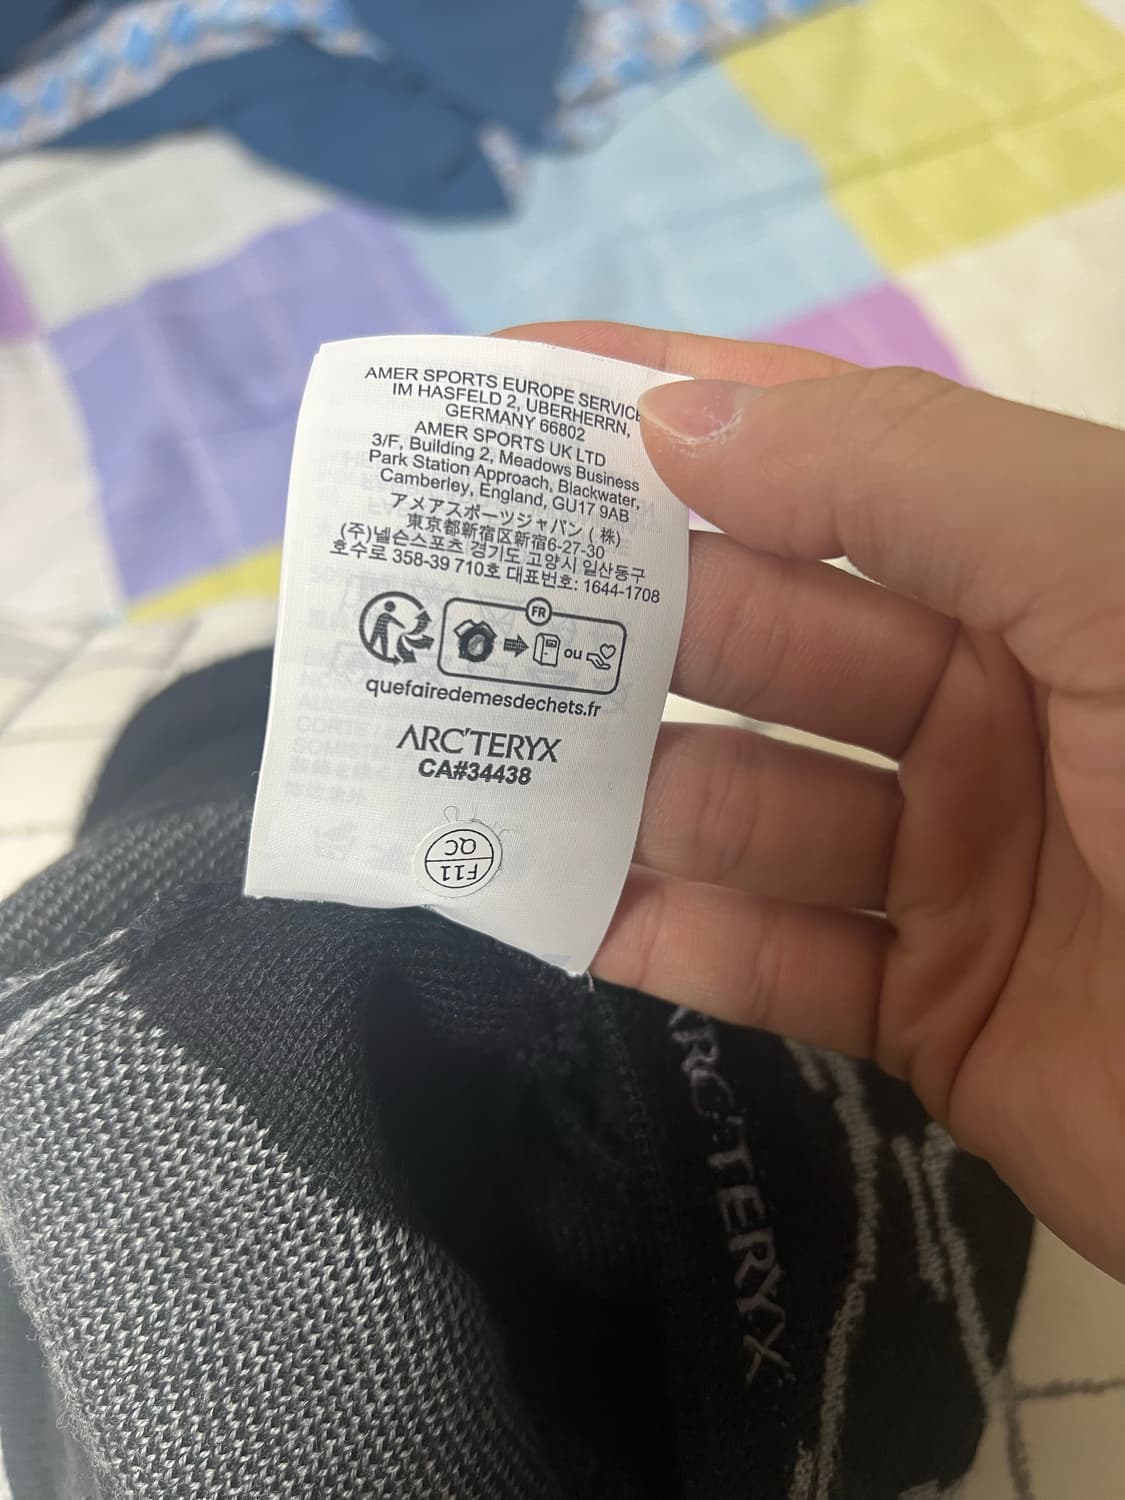 AMER SPORTS EUROPE SERVICE
IM HASFELD 2, UBERHERRN,
GERMANY 66802
AMER SPORTS UK LTD
3/F, Building 2, Meadows Business
Park Station Approach, Blackwater,
Camberley, England, GU17 9AB
アメアスポーツジャパン (株)
東京都新宿区新宿6-27-30
(주)넬슨스포츠 경기도 고양시 일산동구
호수로 358-39 710호 대표번호: 1644-1708
FR
ou
quefairedemesdechets.fr
ARC'TERYX
CA#34438
F11
QC
ARC'TERYX